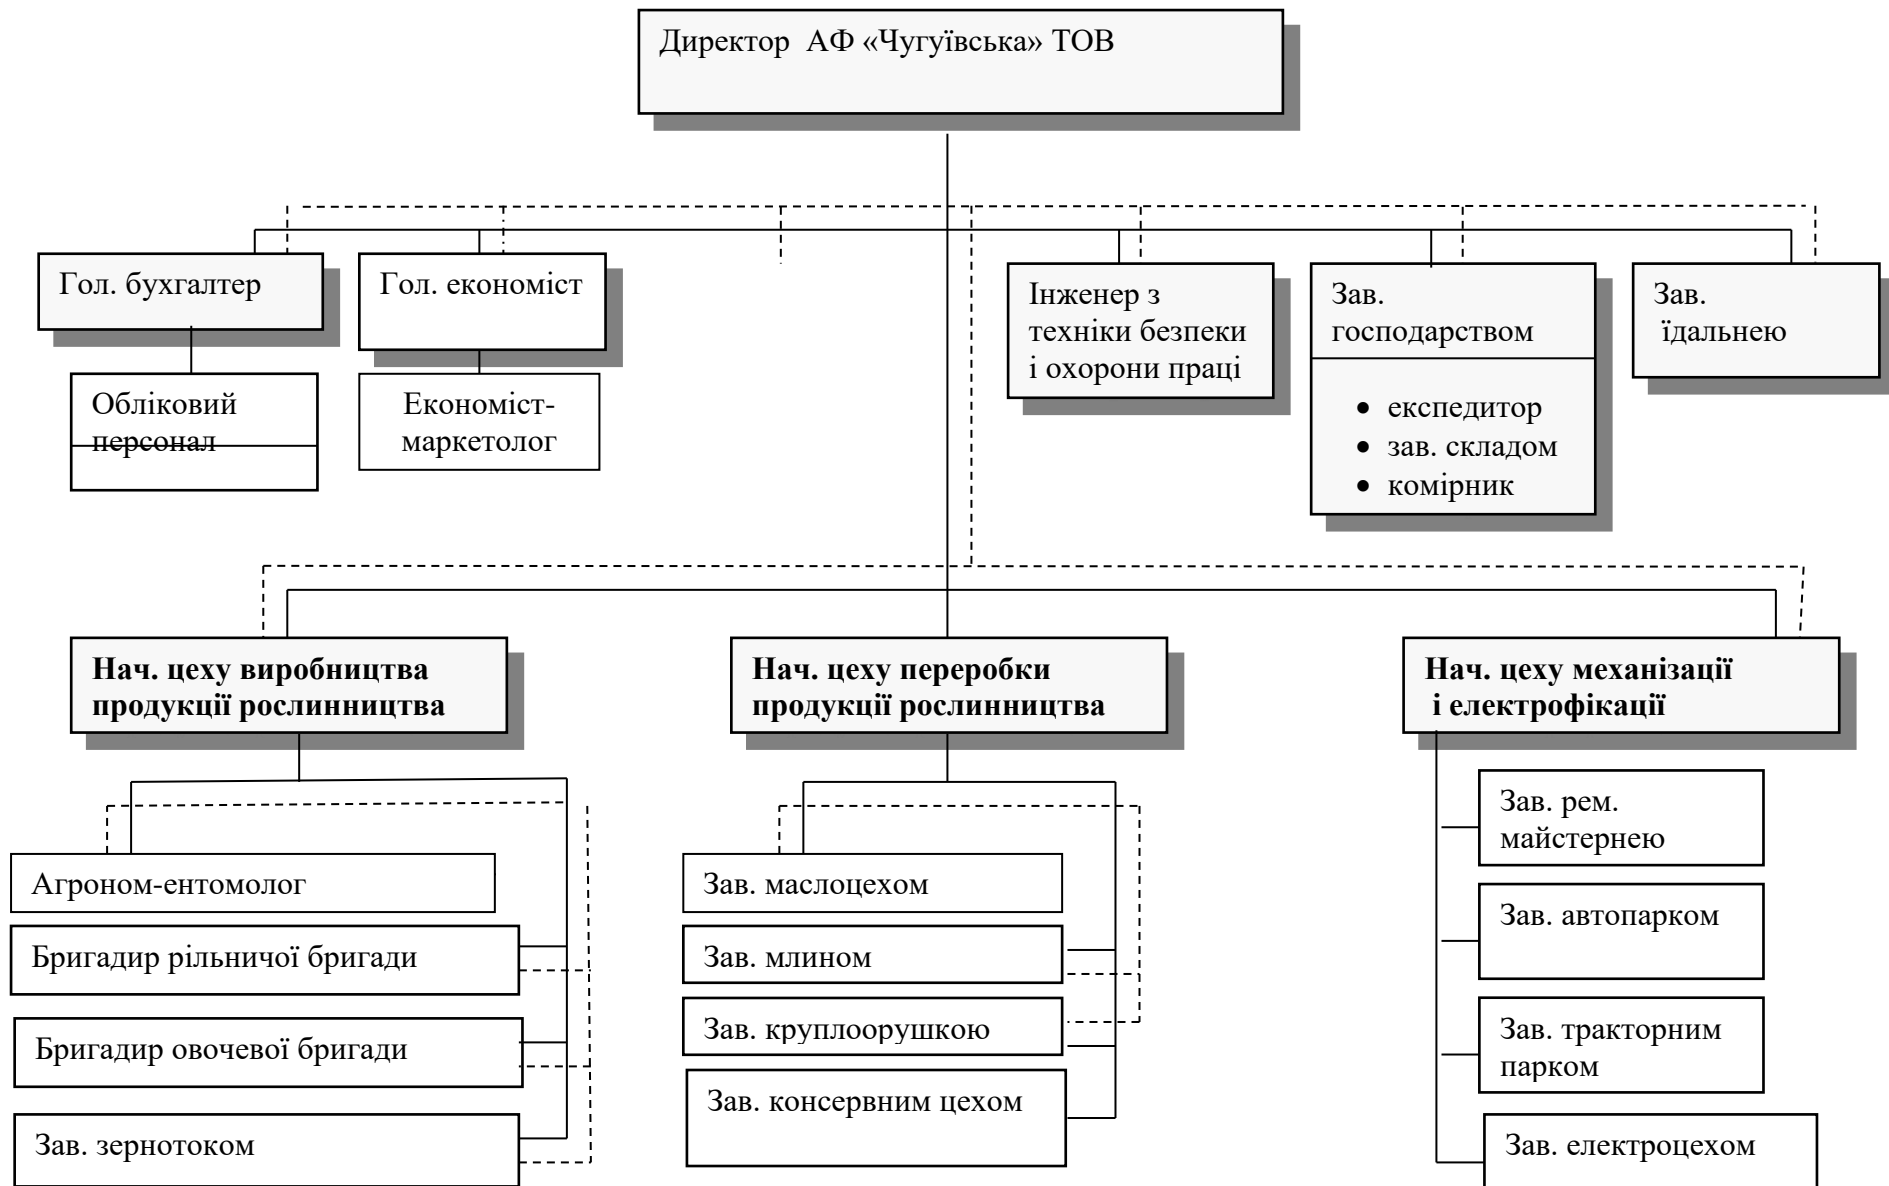 Директор АФ «Чугуївська» ТОВ
Гол. бухгалтер
Гол. економіст
Інженер з
техніки безпеки
і охорони праці
Зав.
господарством
• експедитор
• зав. складом
• комірник
Зав.
їдальнею
Обліковий
персонал
Економіст-
маркетолог
Нач. цеху виробництва
продукції рослинництва
Нач. цеху переробки
продукції рослинництва
Нач. цеху механізації
і електрофікації
Агроном-ентомолог
Бригадир рільничої бригади
Бригадир овочевої бригади
Зав. зернотоком
Зав. маслоцехом
Зав. млином
Зав. круплоорушкою
Зав. консервним цехом
Зав. рем.
майстернею
Зав. автопарком
Зав. тракторним
парком
Зав. електроцехом